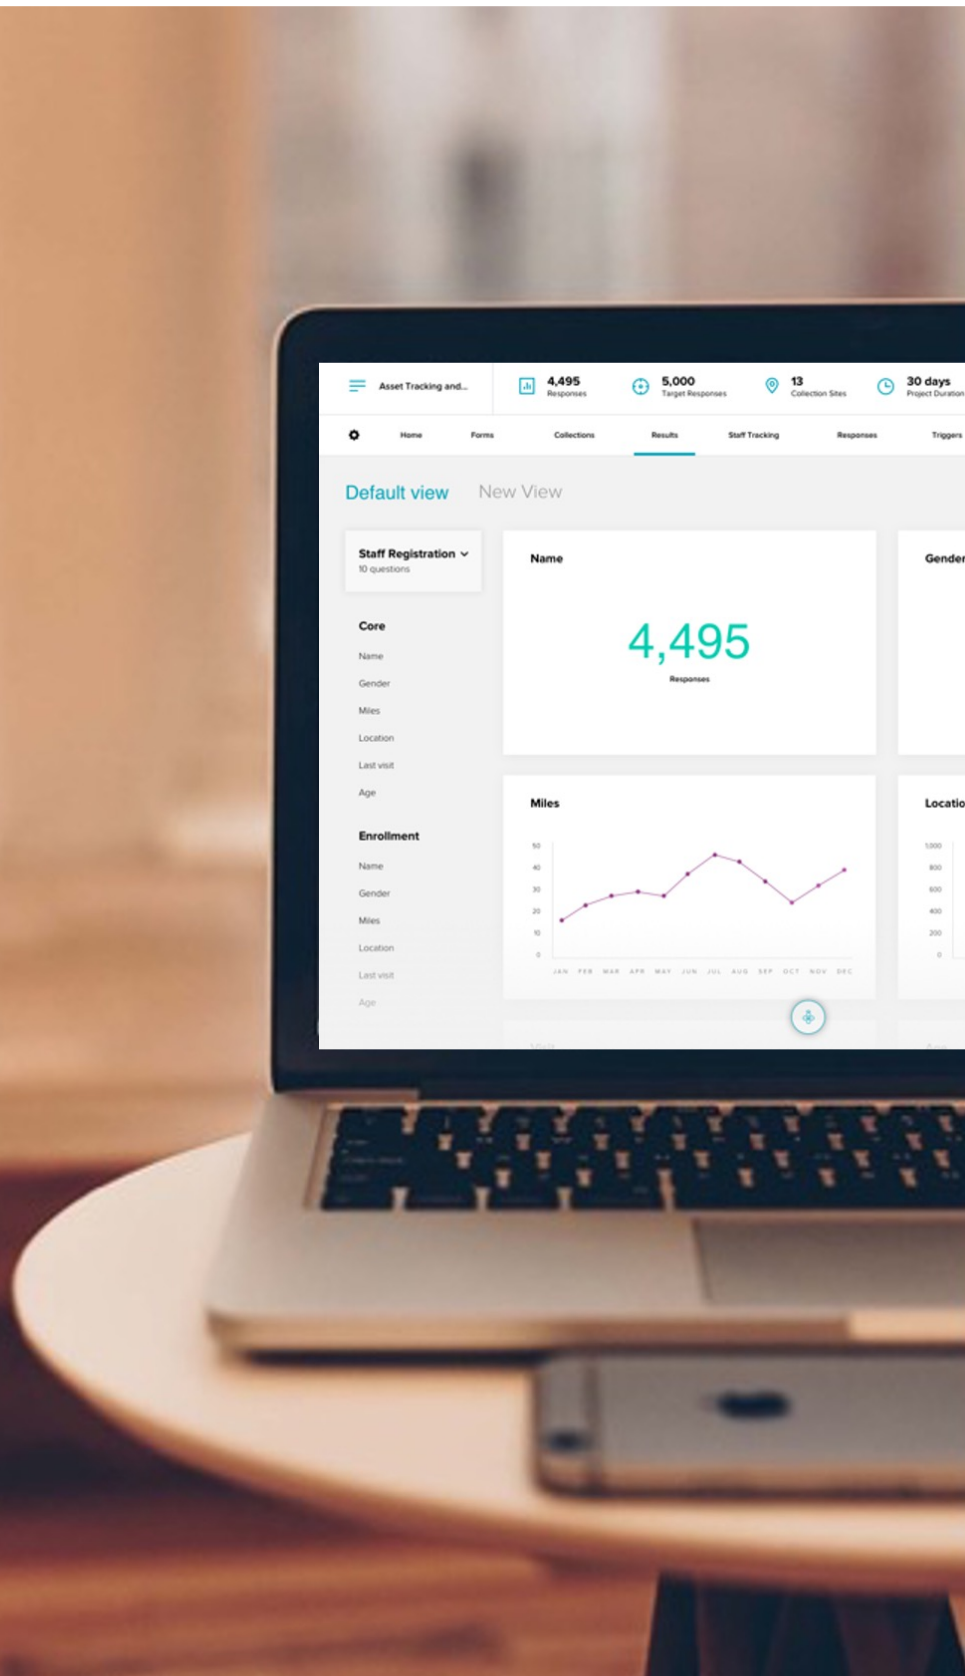 Asset Tracking and...
4,495
Responses
5,000
Target Responses
13
Collection Sites
30 days
Project Duration
Home
Forms
Collections
Results
Staff Tracking
Responses
Triggers
Default view
New View
Staff Registration
10 questions
Core
Name
Gender
Miles
Location
Last visit
Age
Enrollment
Name
Gender
Miles
Location
Last visit
Age
Name
4,495
Responses
Gender
Miles
50
40
30
20
10
0
JAN FEB MAR APR MAY JUN JUL AUG SEP OCT NOV DEC
Locatio
1000
800
600
400
200
0